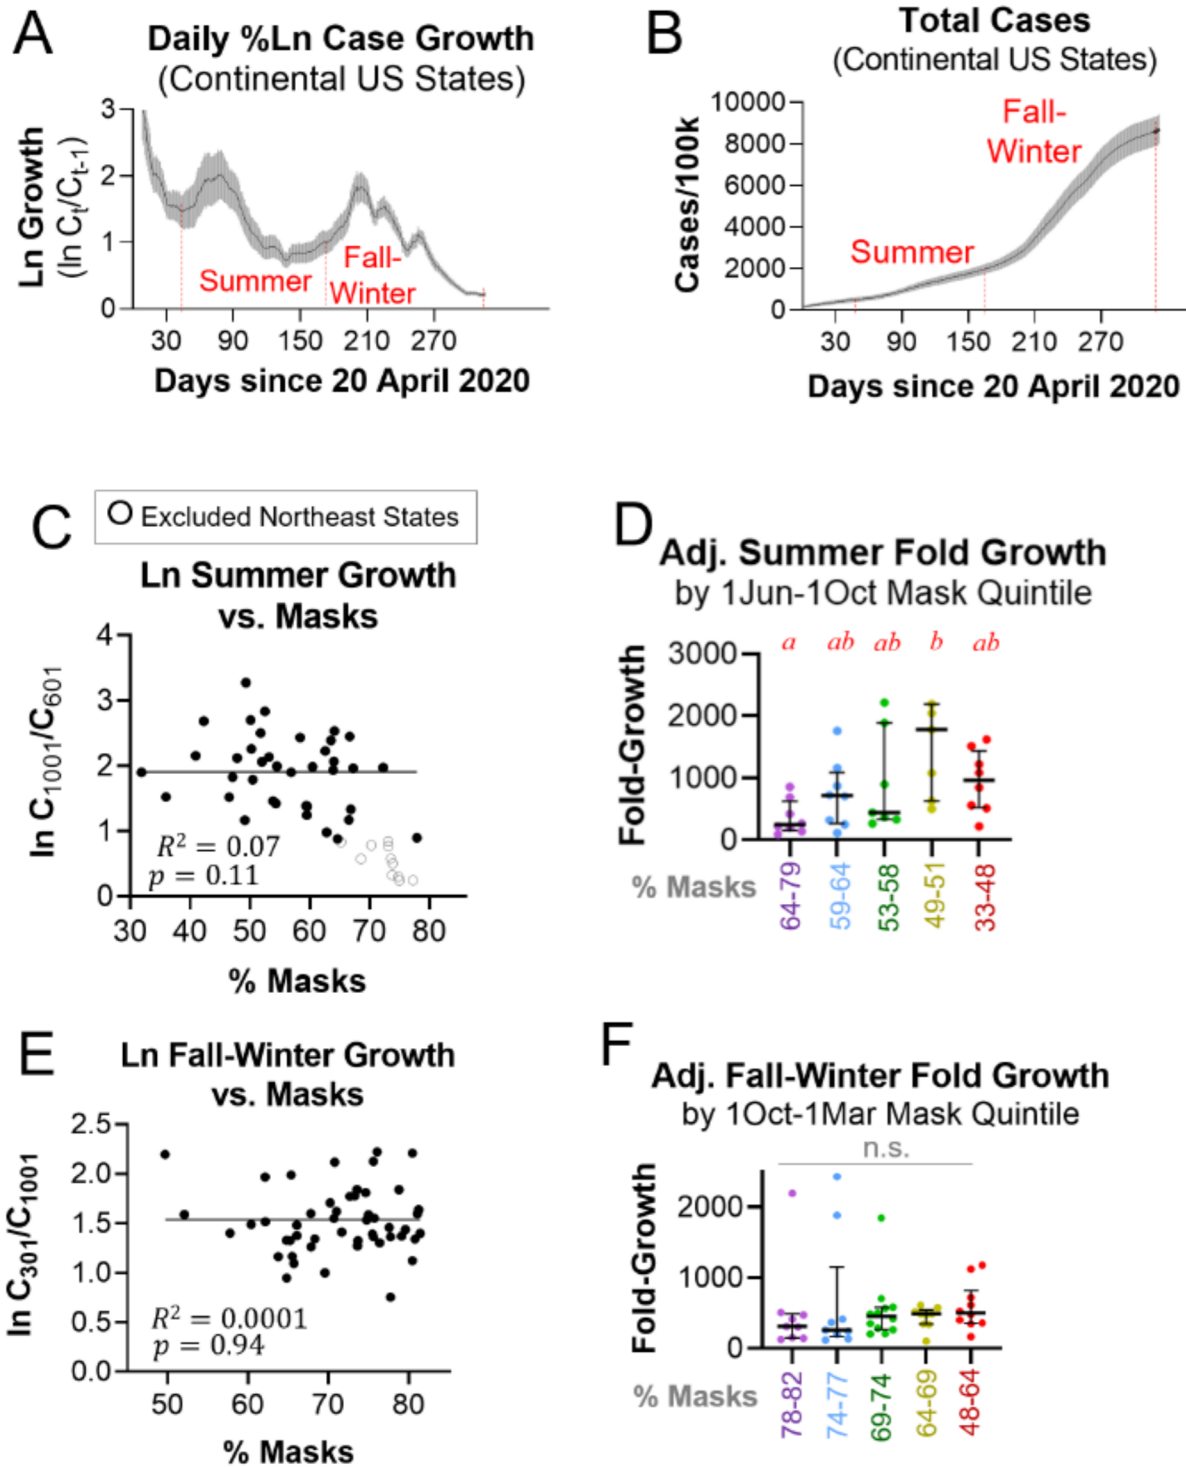 A
Daily %Ln Case Growth
(Continental US States)
Ln Growth
(ln Ct/Ct-1)
3
2
1
0
Summer
Fall-
Winter
30 90 150 210 270
Days since 20 April 2020
B
Total Cases
(Continental US States)
Cases/100k
10000
8000
6000
4000
2000
0
Fall-
Winter
Summer
30 90 150 210 270
Days since 20 April 2020
C
Excluded Northeast States
Ln Summer Growth
vs. Masks
ln C1001/C601
4
3
2
1
0
R² = 0.07
p = 0.11
30 40 50 60 70 80
% Masks
D
Adj. Summer Fold Growth
by 1Jun-1Oct Mask Quintile
Fold-Growth
3000
2000
1000
0
a ab ab b ab
% Masks
64-79
59-64
53-58
49-51
33-48
E
Ln Fall-Winter Growth
vs. Masks
ln C301/C1001
2.5
2.0
1.5
1.0
0.5
0.0
R² = 0.0001
p = 0.94
50 60 70 80
% Masks
F
Adj. Fall-Winter Fold Growth
by 1Oct-1Mar Mask Quintile
n.s.
Fold-Growth
2000
1000
0
% Masks
78-82
74-77
69-74
64-69
48-64